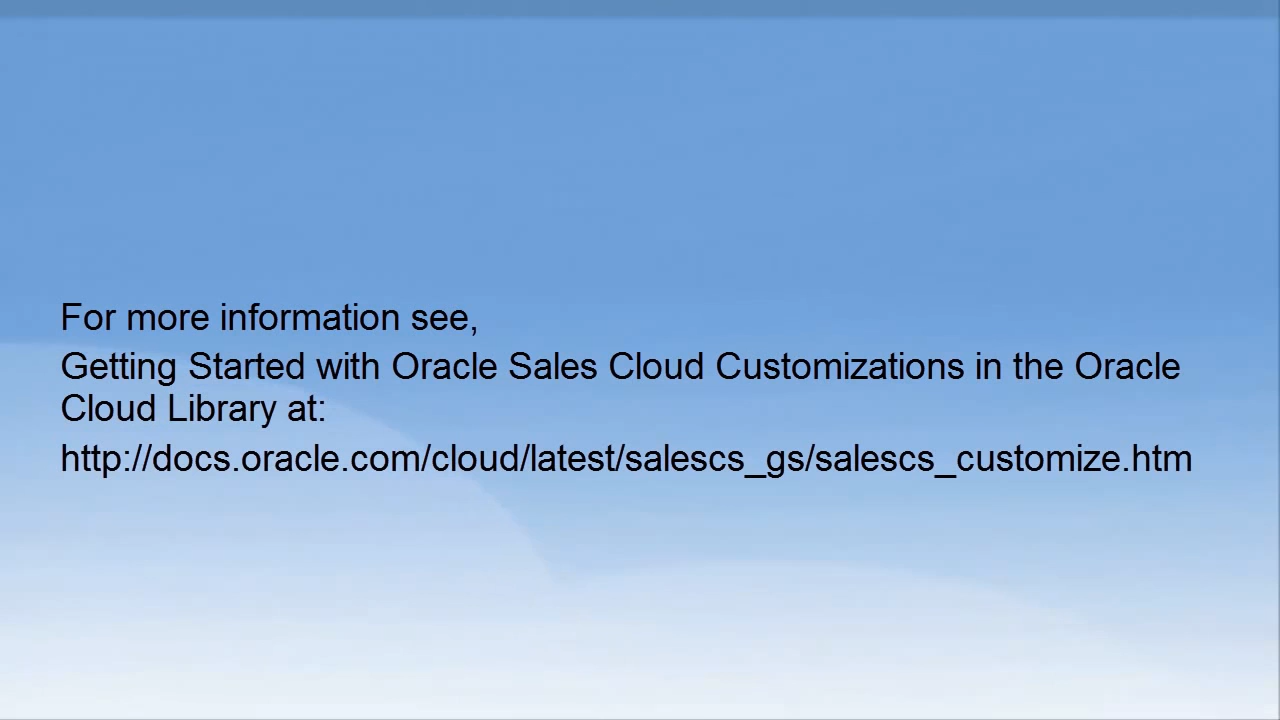 For more information see,
Getting Started with Oracle Sales Cloud Customizations in the Oracle
Cloud Library at:
http://docs.oracle.com/cloud/latest/salescs_gs/salescs_customize.htm